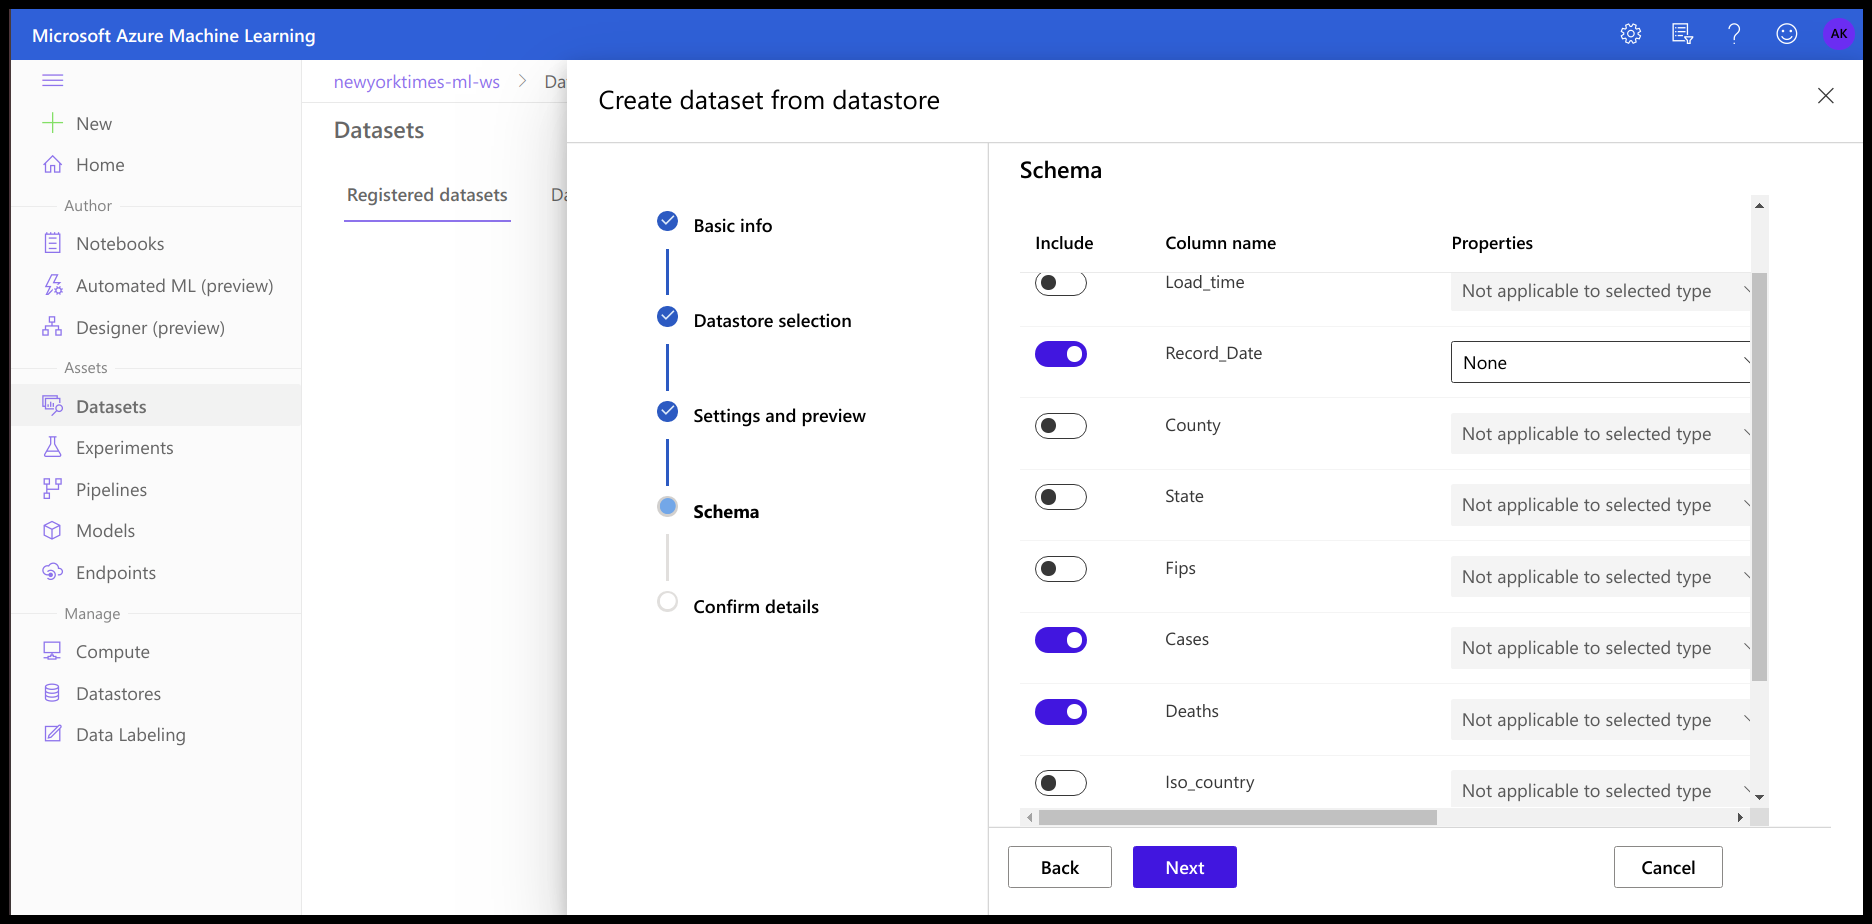 Microsoft Azure Machine Learning
AK
New
Home
Author
Notebooks
Automated ML (preview)
Designer (preview)
Assets
Datasets
Experiments
Pipelines
Models
Endpoints
Manage
Compute
Datastores
Data Labeling
newyorktimes-ml-ws > Da
Datasets
Registered datasets Da
Create dataset from datastore
Basic info
Datastore selection
Settings and preview
Schema
Confirm details
Schema
Include Column name Properties
Load_time Not applicable to selected type
Record_Date None
County Not applicable to selected type
State Not applicable to selected type
Fips Not applicable to selected type
Cases Not applicable to selected type
Deaths Not applicable to selected type
Iso_country Not applicable to selected type
Back Next Cancel